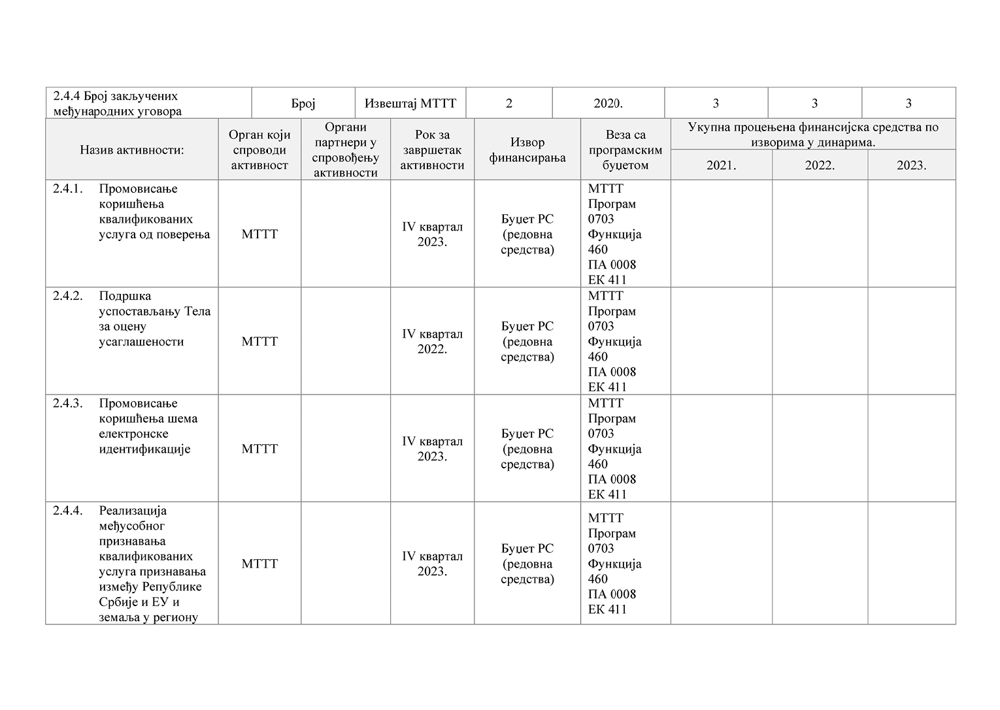 2.4.4 Број закључених
међународних уговора
Број
Извештај МТТТ
2
2020.
3
3
3
Назив активности:
Орган који
спроводи
активност
Органи
партнери у
спровођењу
активности
Рок за
завршетак
активности
Извор
финансирања
Веза са
програмским
буџетом
Укупна процењена финансијска средства по
изворима у динарима.
2021.
2022.
2023.
2.4.1. Промовисање
коришћења
квалификованих
услуга од поверења
МТТТ
IV квартал
2023.
Буџет РС
(редовна
средства)
МТТТ
Програм
0703
Функција
460
ПА 0008
ЕК 411
2.4.2. Подршка
успостављању Тела
за оцену
усаглашености
МТТТ
IV квартал
2022.
Буџет РС
(редовна
средства)
МТТТ
Програм
0703
Функција
460
ПА 0008
ЕК 411
2.4.3. Промовисање
коришћења шема
електронске
идентификације
МТТТ
IV квартал
2023.
Буџет РС
(редовна
средства)
МТТТ
Програм
0703
Функција
460
ПА 0008
ЕК 411
2.4.4. Реализација
међусобног
признавања
квалификованих
услуга признавања
између Републике
Србије и ЕУ и
земаља у региону
МТТТ
IV квартал
2023.
Буџет РС
(редовна
средства)
МТТТ
Програм
0703
Функција
460
ПА 0008
ЕК 411